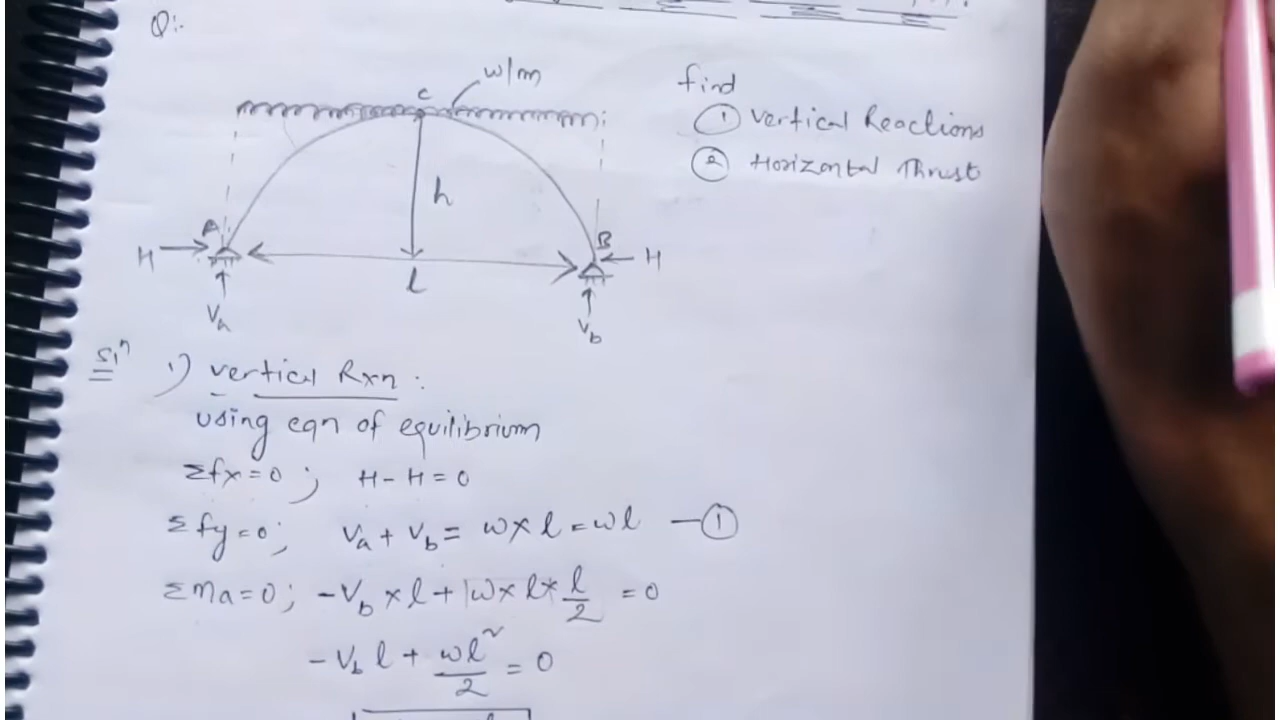 Q:-
w/m
C
find
① Vertical Reactions
② Horizontal Thrust
h
A
B
H
H
l
Va
Vb
Sol^n 1) vertical Rxn :
using eqn of equilibrium
Σfx=0 ; H-H=0
Σfy=0; Va + Vb = w×l = wl —①
Σma=0; -Vb×l + w×l×l/2 = 0
-Vb l + wl²/2 = 0